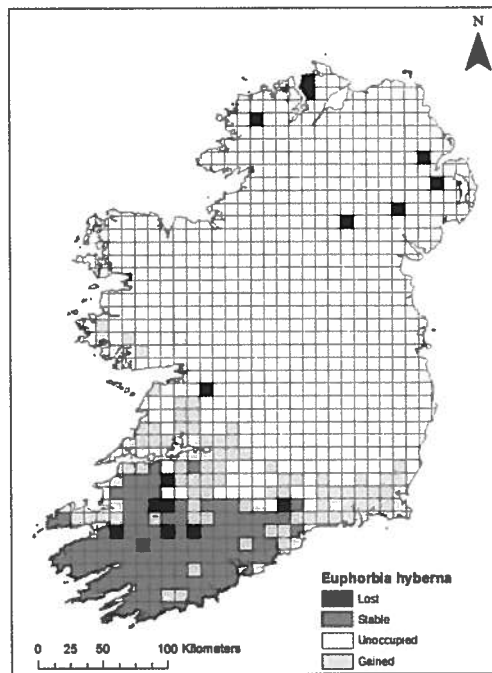 N
Euphorbia hyberna
Lost
Stable
Unoccupied
Gained
0 25 50 100 Kilometers